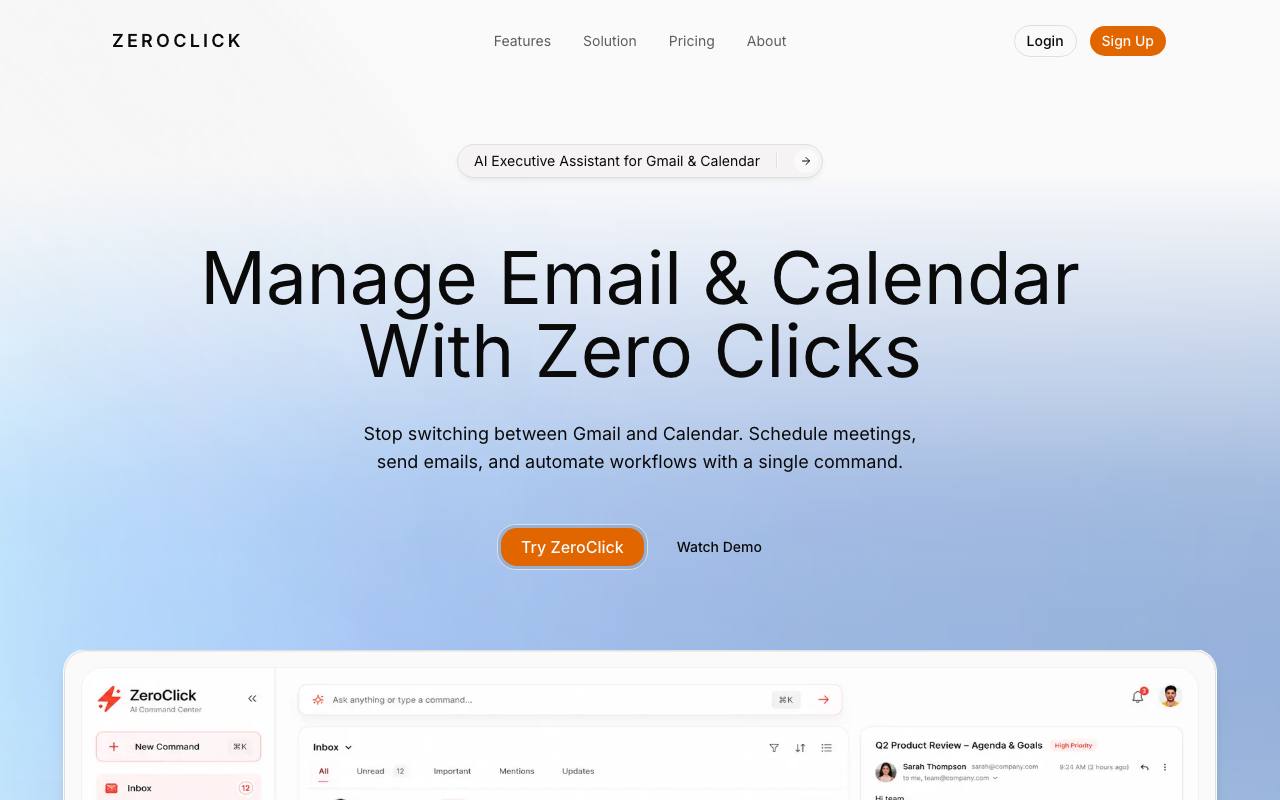 ZEROCLICK
Features
Solution
Pricing
About
Login
Sign Up
AI Executive Assistant for Gmail & Calendar
Manage Email & Calendar
With Zero Clicks
Stop switching between Gmail and Calendar. Schedule meetings,
send emails, and automate workflows with a single command.
Try ZeroClick
Watch Demo
ZeroClick
AI Command Center
Ask anything or type a command...
⌘K
3
New Command
⌘K
Inbox
12
Inbox
All
Unread
12
Important
Mentions
Updates
Q2 Product Review – Agenda & Goals
High Priority
Sarah Thompson
sarah@company.com
9:24 AM (2 hours ago)
to me, team@company.com
Hi team